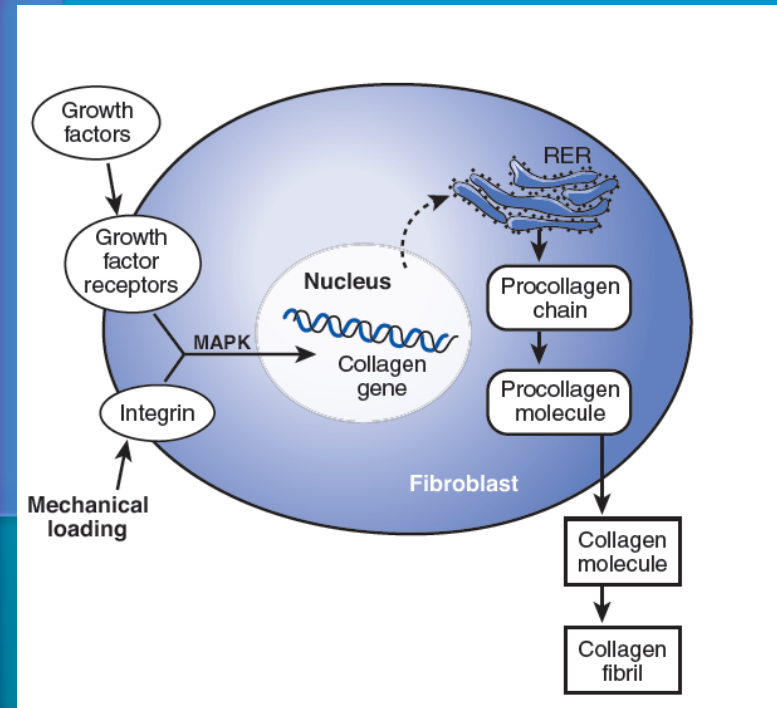 Growth
factors
Growth
factor
receptors
MAPK
Integrin
Mechanical
loading
Nucleus
Collagen
gene
RER
Procollagen
chain
Procollagen
molecule
Fibroblast
Collagen
molecule
Collagen
fibril